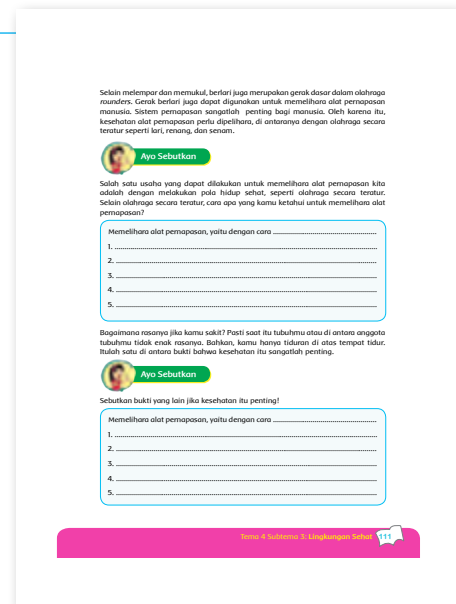 Selain melempar dan memukul, berlari juga merupakan gerak dasar dalam olahraga
rounders. Gerak berlari juga dapat digunakan untuk memelihara alat pernapasan
manusia. Sistem pernapasan sangatlah penting bagi manusia. Oleh karena itu,
kesehatan alat pernapasan perlu dipelihara, di antaranya dengan olahraga secara
teratur seperti lari, renang, dan senam.
Ayo Sebutkan
Salah satu usaha yang dapat dilakukan untuk memelihara alat pernapasan kita
adalah dengan melakukan pola hidup sehat, seperti olahraga secara teratur.
Selain olahraga secara teratur, cara apa yang kamu ketahui untuk memelihara alat
pernapasan?
Memelihara alat pernapasan, yaitu dengan cara
1.
2.
3.
4.
5.
Bagaimana rasanya jika kamu sakit? Pasti saat itu tubuhmu atau di antara anggota
tubuhmu tidak enak rasanya. Bahkan, kamu hanya tiduran di atas tempat tidur.
Itulah satu di antara bukti bahwa kesehatan itu sangatlah penting.
Ayo Sebutkan
Sebutkan bukti yang lain jika kesehatan itu penting!
Memelihara alat pernapasan, yaitu dengan cara
1.
2.
3.
4.
5.
Tema 4 Subtema 3: Lingkungan Sehat 111